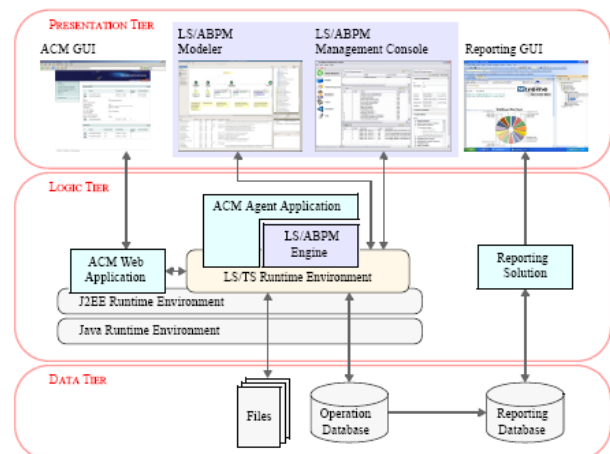 PRESENTATION TIER
ACM GUI
LS/ABPM
Modeler
LS/ABPM
Management Console
Reporting GUI
LOGIC TIER
ACM Agent Application
LS/ABPM
Engine
ACM Web
Application
LS/TS Runtime Environment
Reporting
Solution
J2EE Runtime Environment
Java Runtime Environment
DATA TIER
Files
Operation
Database
Reporting
Database